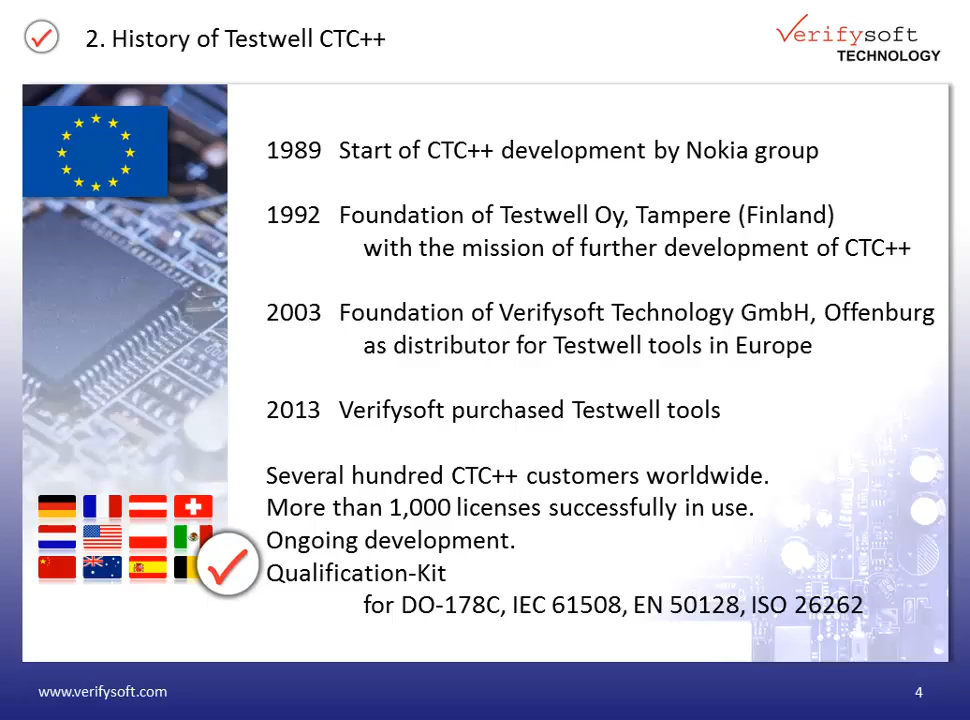 2. History of Testwell CTC++
Verifysoft
TECHNOLOGY
1989 Start of CTC++ development by Nokia group
1992 Foundation of Testwell Oy, Tampere (Finland)
with the mission of further development of CTC++
2003 Foundation of Verifysoft Technology GmbH, Offenburg
as distributor for Testwell tools in Europe
2013 Verifysoft purchased Testwell tools
Several hundred CTC++ customers worldwide.
More than 1,000 licenses successfully in use.
Ongoing development.
Qualification-Kit
for DO-178C, IEC 61508, EN 50128, ISO 26262
www.verifysoft.com
4